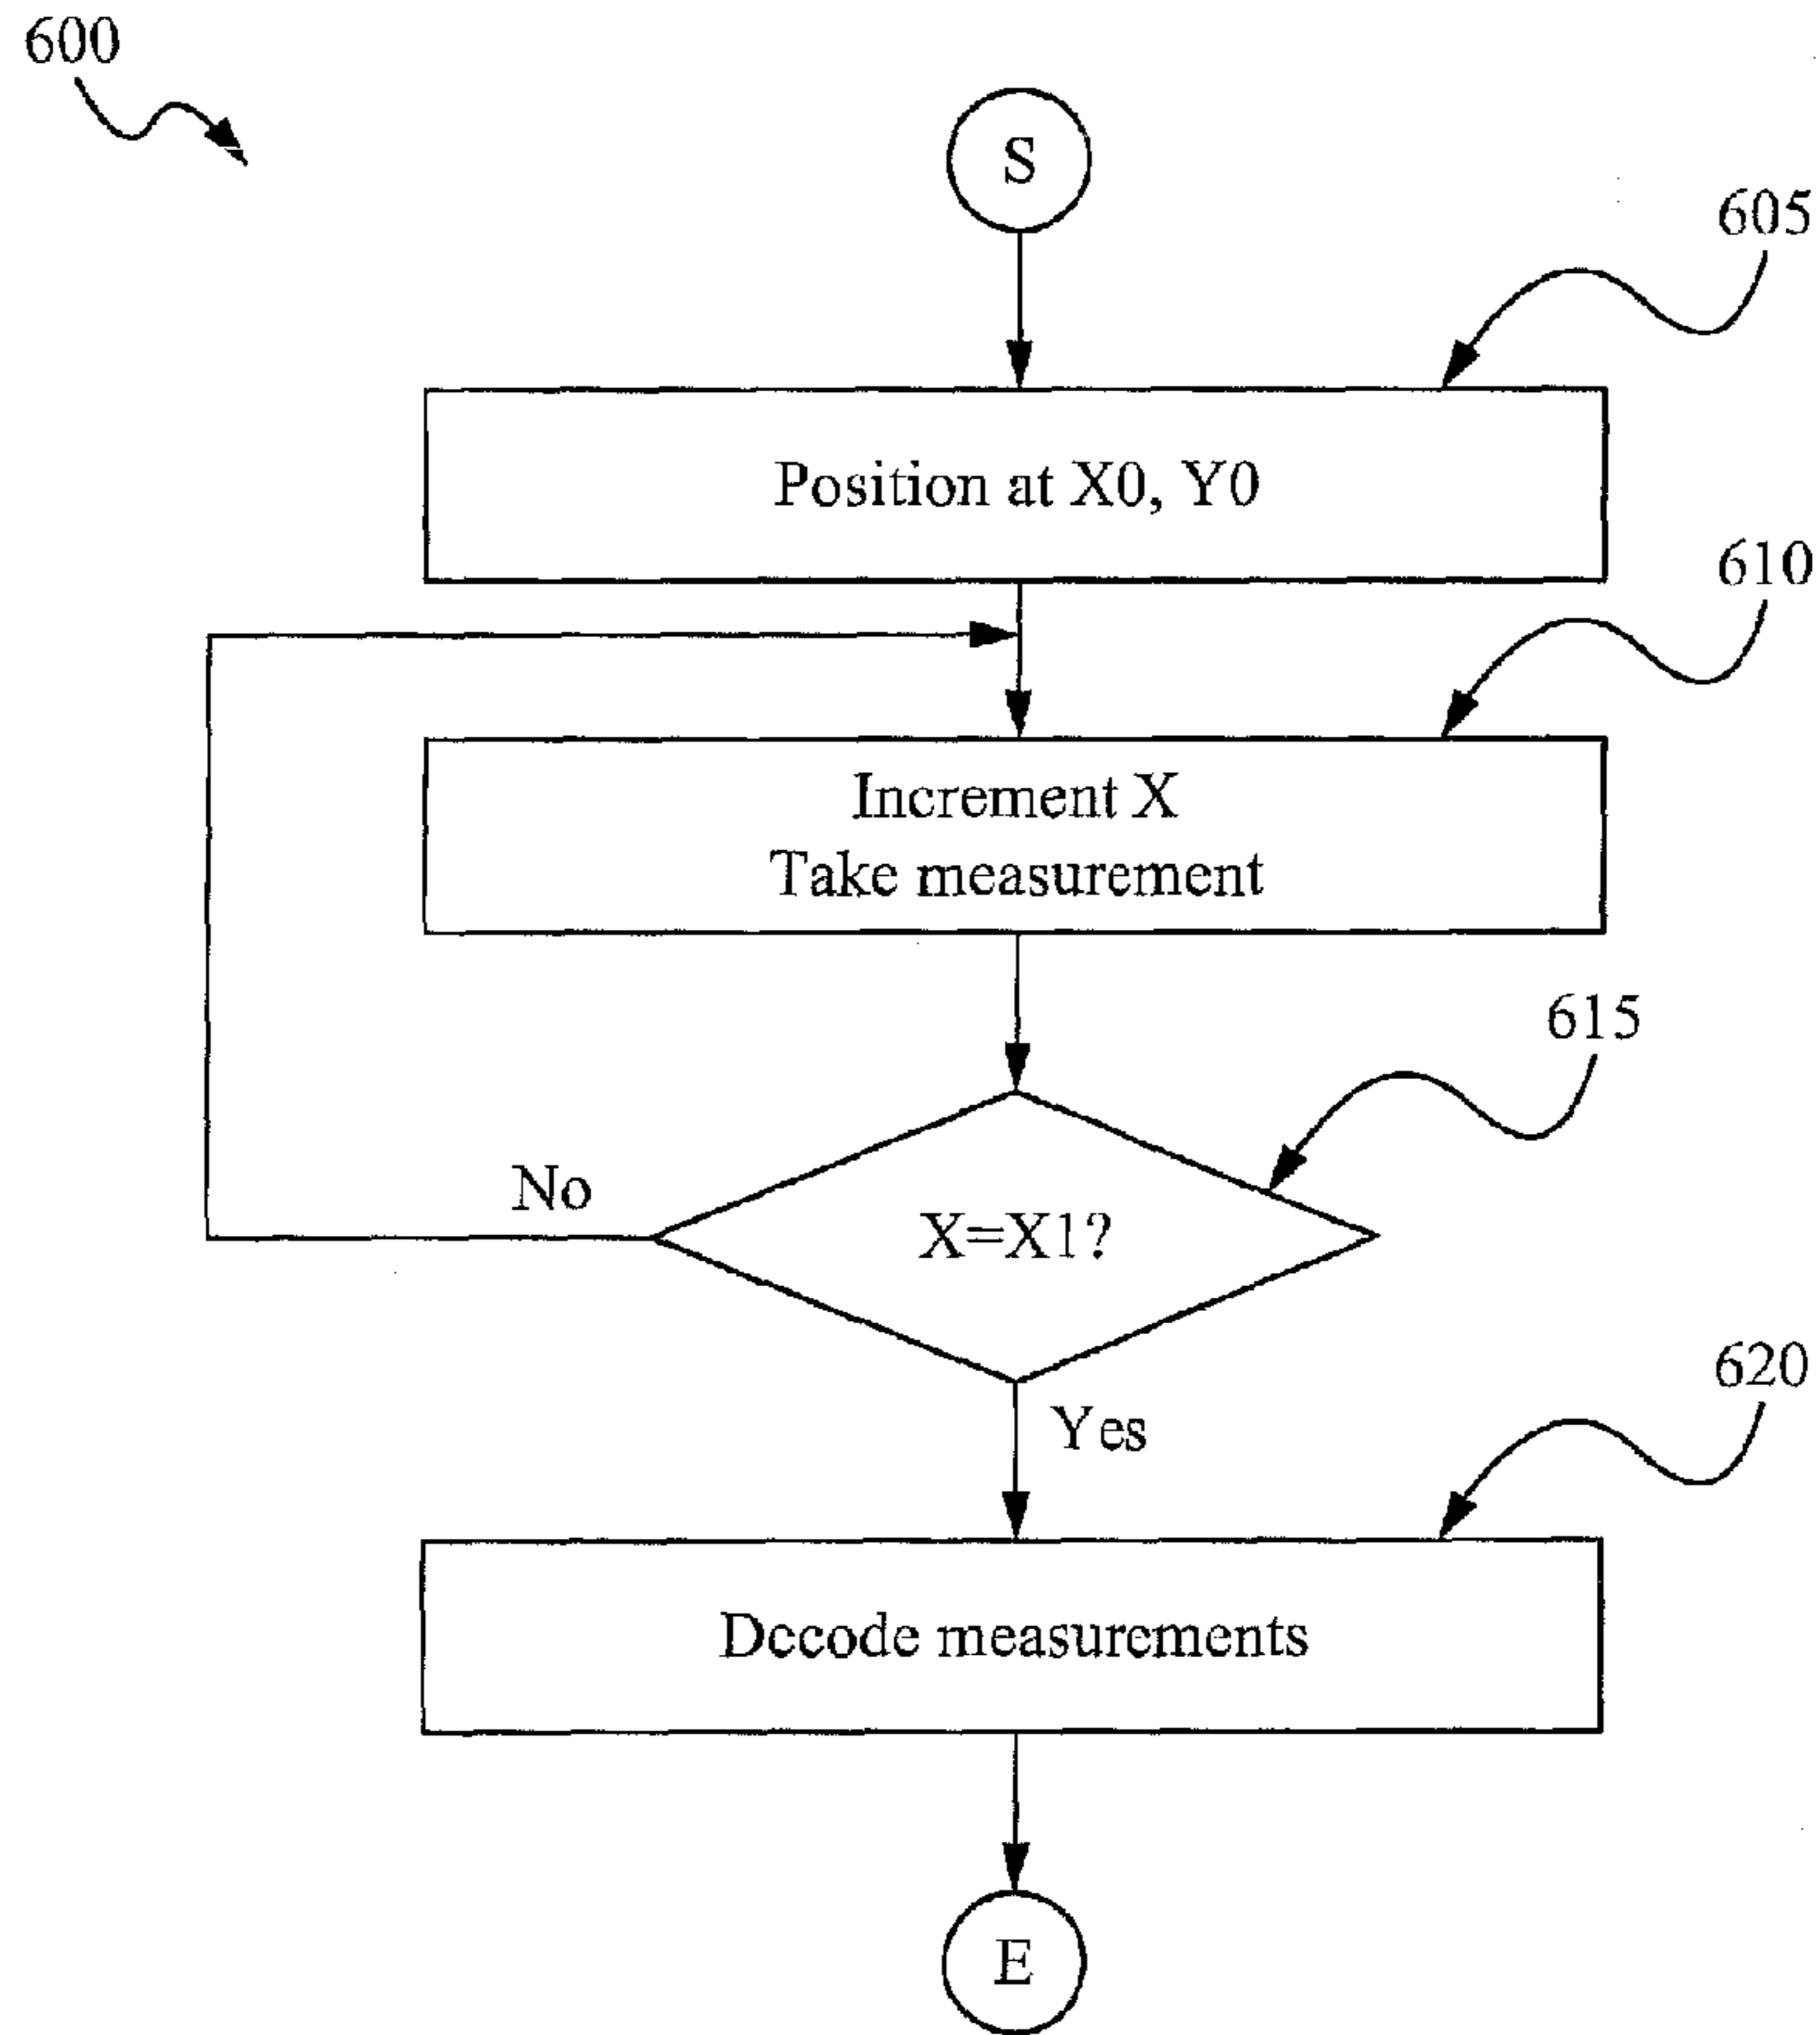 600
S
605
Position at X0, Y0
610
Increment X
Take measurement
615
No
X=X1?
620
Yes
Decode measurements
E